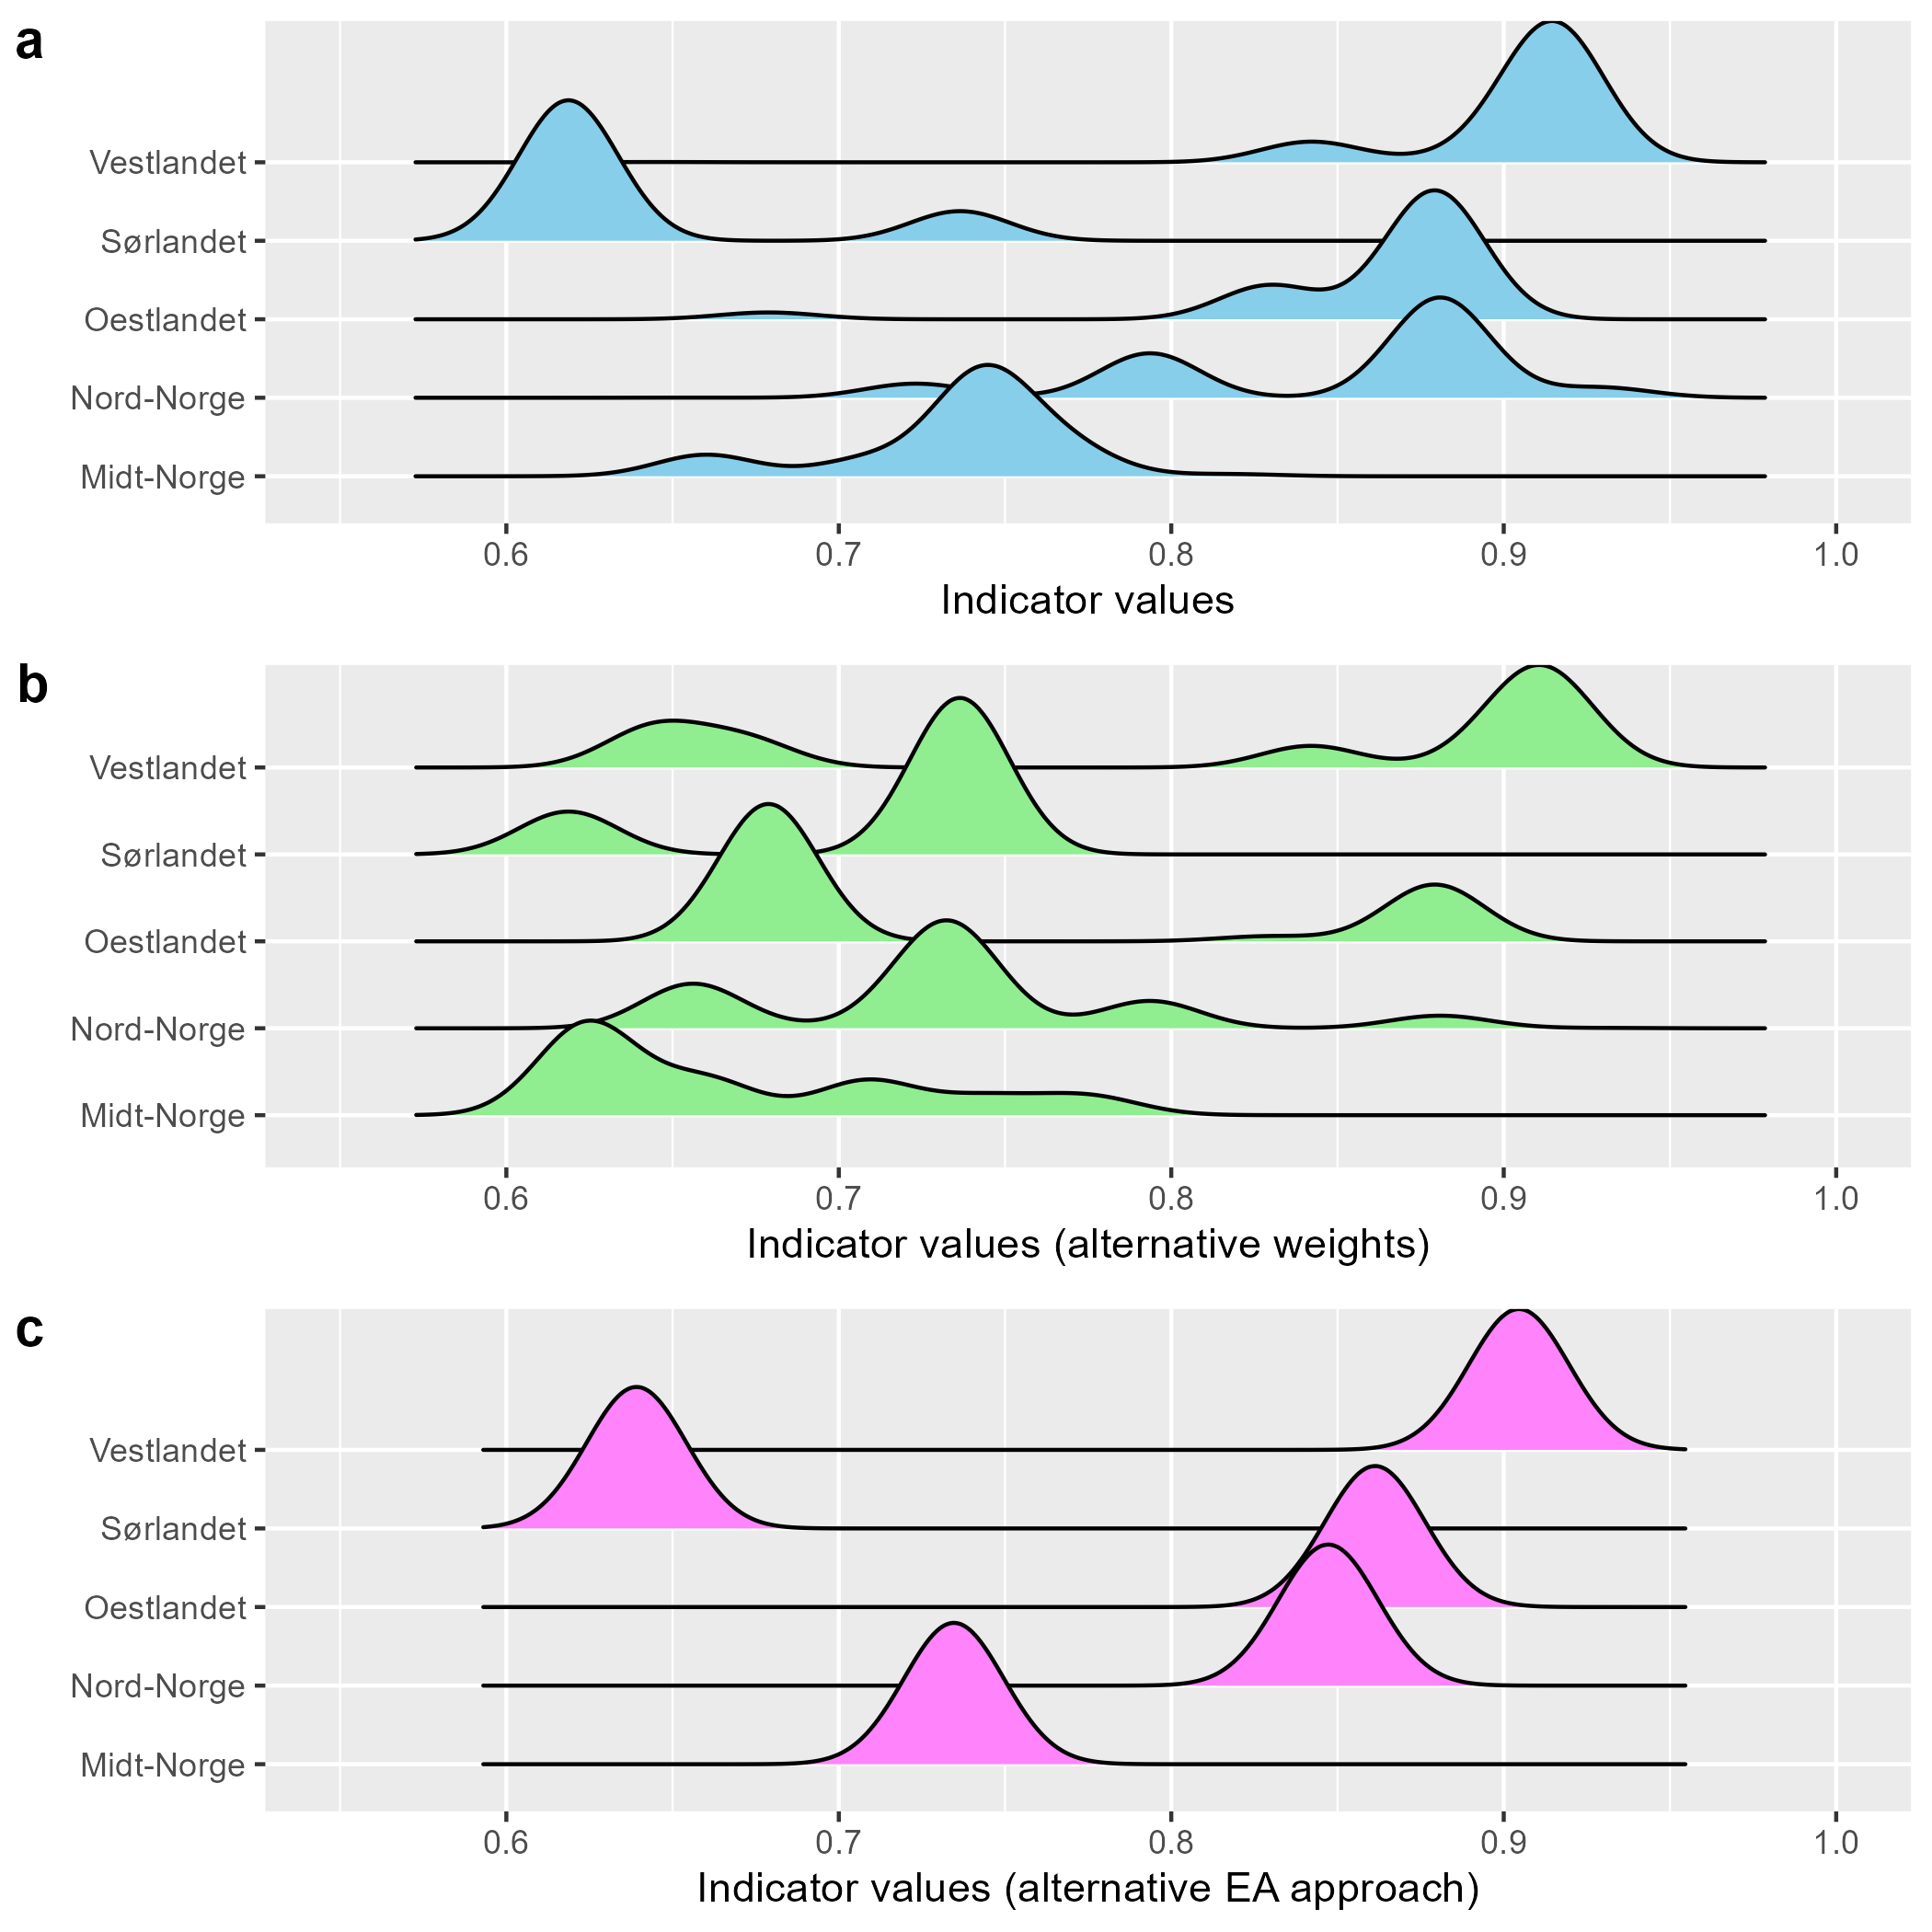 a
Vestlandet
Sørlandet
Oestlandet
Nord-Norge
Midt-Norge
0.6 0.7 0.8 0.9 1.0
Indicator values
b
Vestlandet
Sørlandet
Oestlandet
Nord-Norge
Midt-Norge
0.6 0.7 0.8 0.9 1.0
Indicator values (alternative weights)
c
Vestlandet
Sørlandet
Oestlandet
Nord-Norge
Midt-Norge
0.6 0.7 0.8 0.9 1.0
Indicator values (alternative EA approach)